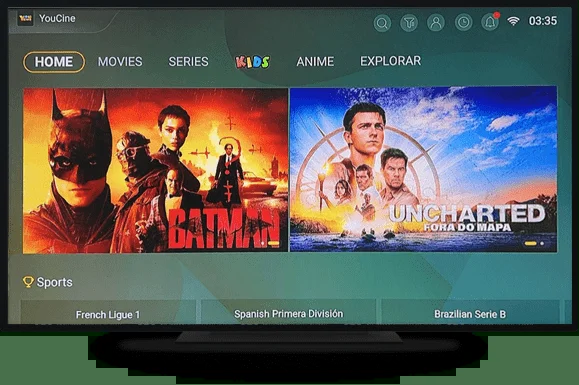 YouCine
03:35
HOME MOVIES SERIES KIDS ANIME EXPLORAR
BATMAN
UNCHARTED
FORA DO MAPA
Sports
French Ligue 1
Spanish Primera División
Brazilian Serie B